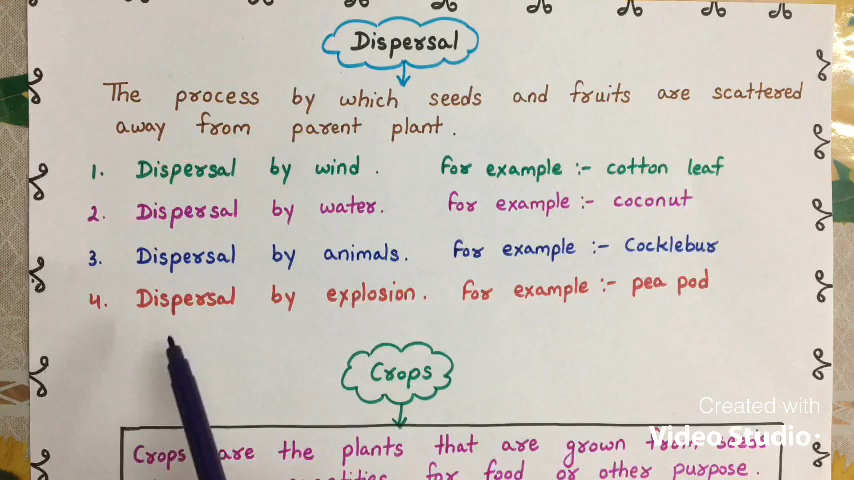 Dispersal
The process by which seeds and fruits are scattered
away from parent plant.
1. Dispersal by wind. For example :- cotton leaf
2. Dispersal by water. For example :- coconut
3. Dispersal by animals. For example :- Cocklebur
4. Dispersal by explosion. For example :- pea pod
Crops
Created with
Video Studio
Crops are the plants that are grown from seeds
for food or other purpose.